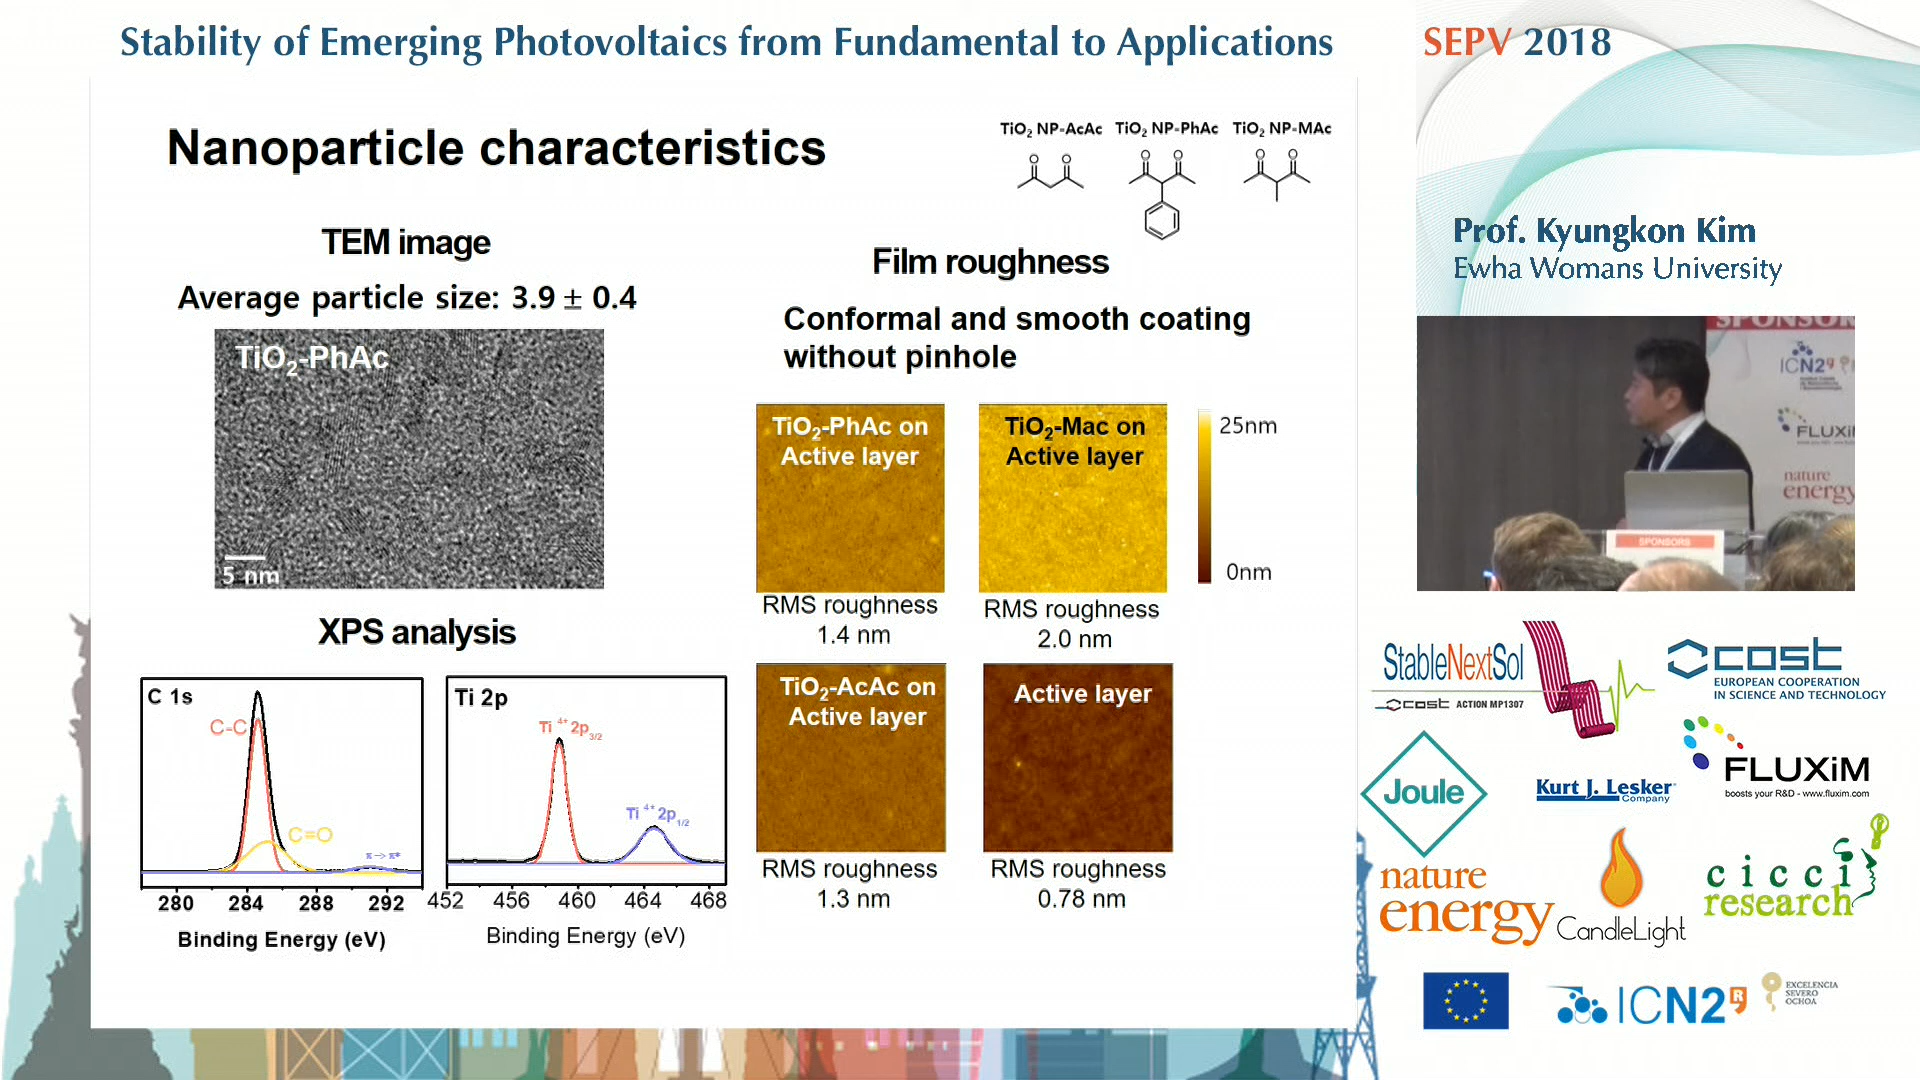 Stability of Emerging Photovoltaics from Fundamental to Applications
SEPV 2018
Nanoparticle characteristics
TiO2 NP-AcAc TiO2 NP-PhAc TiO2 NP-MAc
O O O O O O
TEM image
Average particle size: 3.9 ± 0.4
TiO2-PhAc
5 nm
XPS analysis
C 1s
C-C
C=O
π->π*
280 284 288 292
Binding Energy (eV)
Ti 2p
Ti 4+ 2p3/2
Ti 4+ 2p1/2
452 456 460 464 468
Binding Energy (eV)
Film roughness
Conformal and smooth coating
without pinhole
TiO2-PhAc on
Active layer
RMS roughness
1.4 nm
TiO2-Mac on
Active layer
RMS roughness
2.0 nm
25nm
0nm
TiO2-AcAc on
Active layer
RMS roughness
1.3 nm
Active layer
RMS roughness
0.78 nm
Prof. Kyungkon Kim
Ewha Womans University
SPONSOR
ICN2
FLUXi
nature
energy
SPONSORS
StableNextSol
cost ACTION MP1307
cost
EUROPEAN COOPERATION
IN SCIENCE AND TECHNOLOGY
Joule
Kurt J. Lesker
Company
FLUXiM
boosts your R&D - www.fluxim.com
nature
energy
CandleLight
cicci
research
ICN2
EXCELENCIA
SEVERO
OCHOA